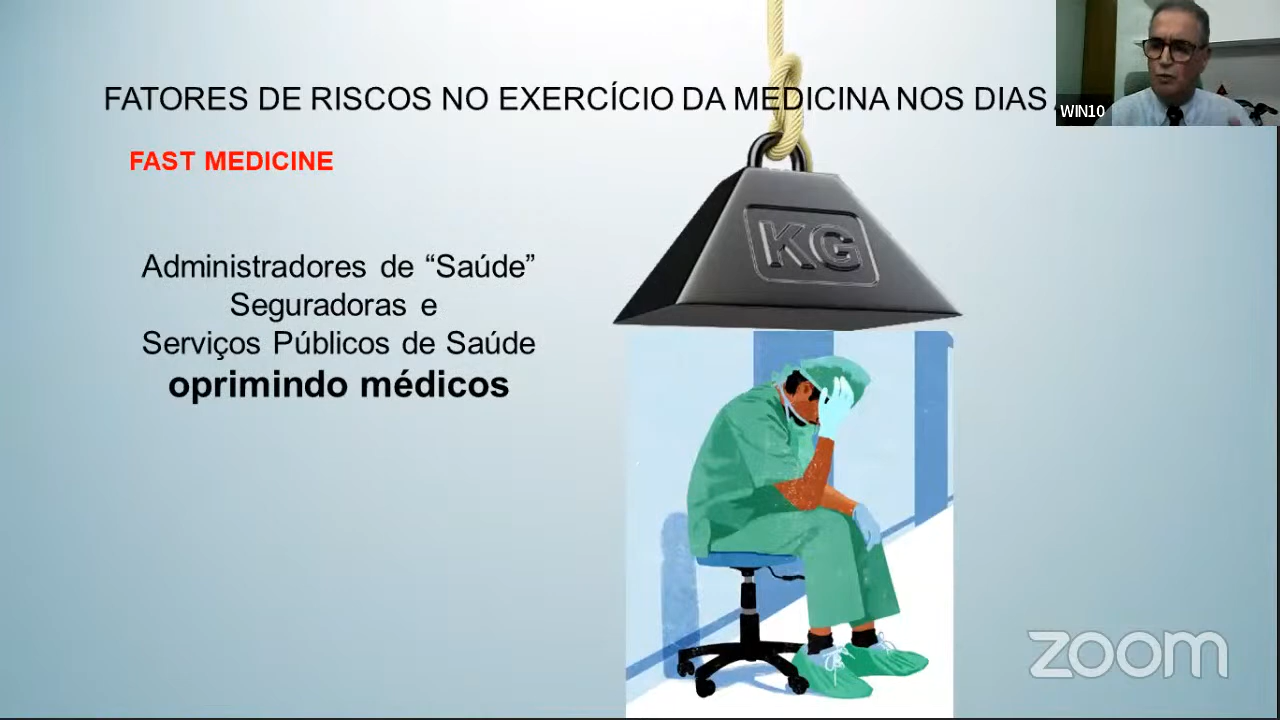 FATORES DE RISCOS NO EXERCÍCIO DA MEDICINA NOS DIAS
WIN10
FAST MEDICINE
KG
Administradores de “Saúde”
Seguradoras e
Serviços Públicos de Saúde
oprimindo médicos
zoom